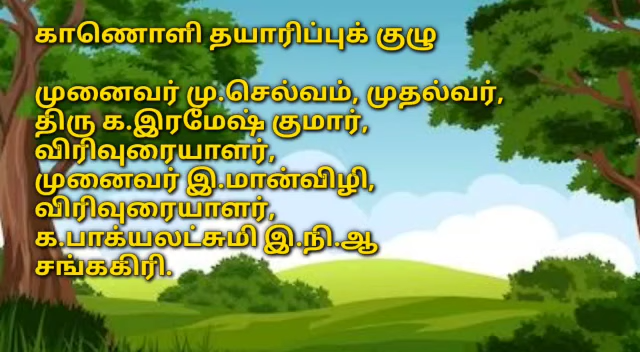 காணொளி தயாரிப்புக் குழு
முனைவர் மு.செல்வம், முதல்வர்,
திரு க.இரமேஷ் குமார்,
விரிவுரையாளர்,
முனைவர் இ.மான்விழி,
விரிவுரையாளர்,
க.பாக்யலட்சுமி இ.நி.ஆ
சங்ககிரி.